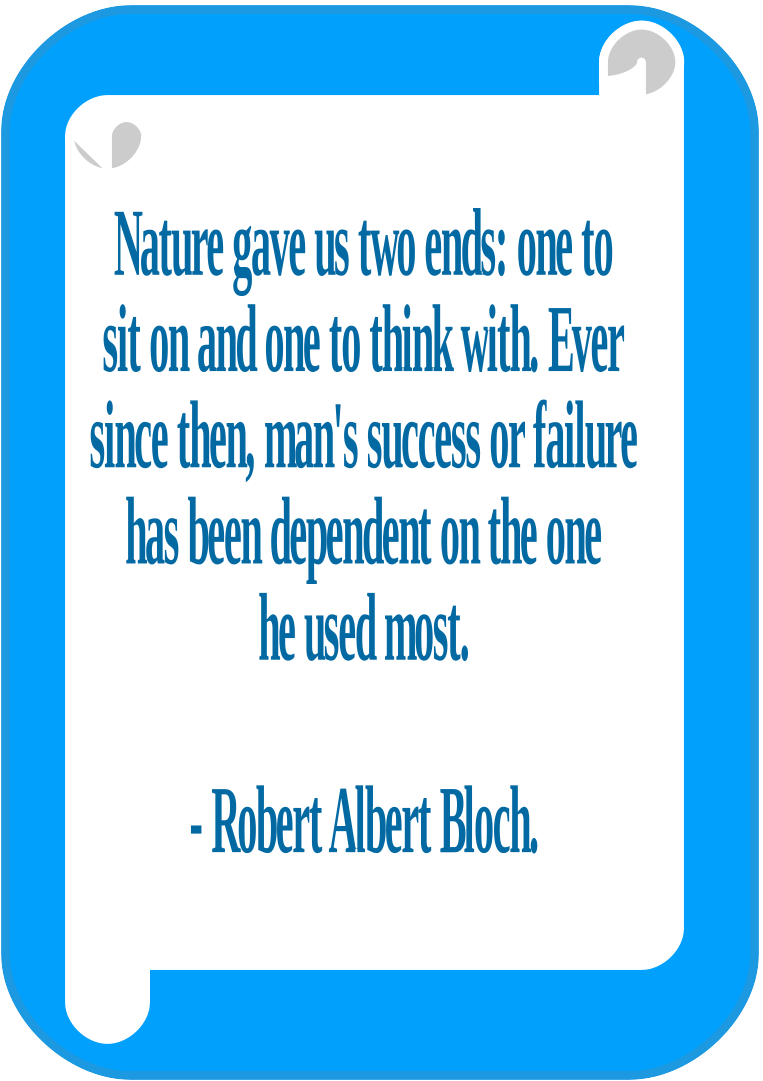 Nature gave us two ends: one to
sit on and one to think with. Ever
since then, man's success or failure
has been dependent on the one
he used most.
- Robert Albert Bloch.